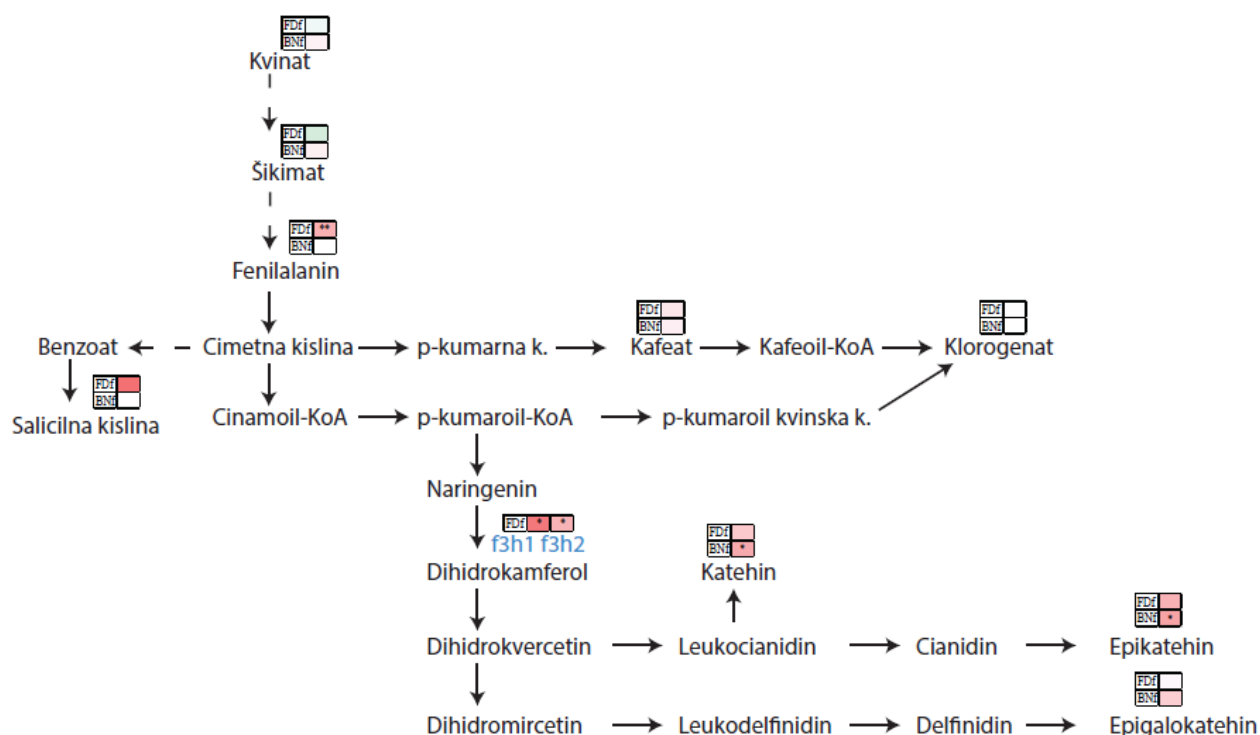 FDf
BNf
Kvinat
FDf
BNf
Šikimat
FDf **
BNf
Fenilalanin
FDf
BNf
FDf
BNf
Benzoat Cimetna kislina p-kumarna k. Kafeat Kafeoil-KoA Klorogenat
FDf
BNf
Salicilna kislina Cinamoil-KoA p-kumaroil-KoA p-kumaroil kvinska k.
Naringenin
FDf * *
f3h1 f3h2
FDf
BNf *
Dihidrokamferol Katehin
FDf
BNf *
Dihidrokvercetin Leukocianidin Cianidin Epikatehin
FDf
BNf
Dihidromircetin Leukodelfinidin Delfinidin Epigalokatehin